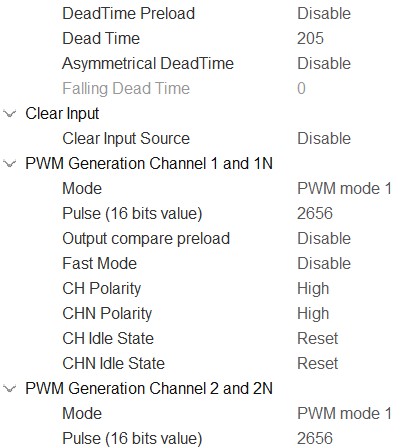 DeadTime Preload Disable
Dead Time 205
Asymmetrical DeadTime Disable
Falling Dead Time 0
Clear Input
Clear Input Source Disable
PWM Generation Channel 1 and 1N
Mode PWM mode 1
Pulse (16 bits value) 2656
Output compare preload Disable
Fast Mode Disable
CH Polarity High
CHN Polarity High
CH Idle State Reset
CHN Idle State Reset
PWM Generation Channel 2 and 2N
Mode PWM mode 1
Pulse (16 bits value) 2656